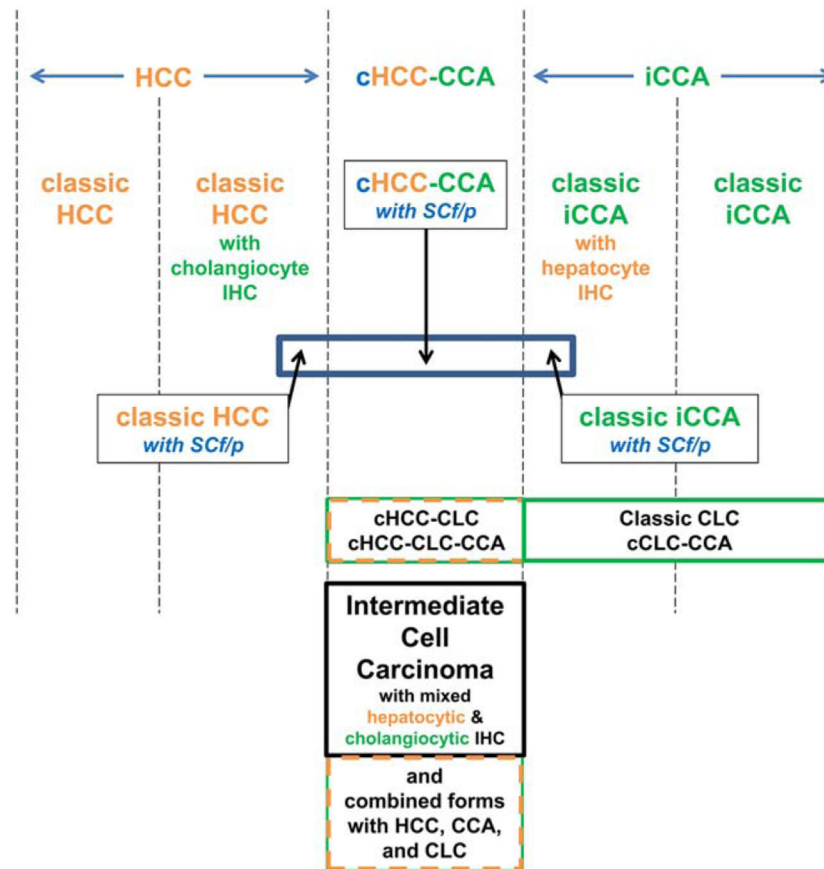 HCC
cHCC-CCA
iCCA
classic
HCC
classic
HCC
with
cholangiocyte
IHC
cHCC-CCA
with SCf/p
classic
iCCA
with
hepatocyte
IHC
classic
iCCA
classic HCC
with SCf/p
classic iCCA
with SCf/p
cHCC-CLC
cHCC-CLC-CCA
Classic CLC
cCLC-CCA
Intermediate
Cell
Carcinoma
with mixed
hepatocytic &
cholangiocytic IHC
and
combined forms
with HCC, CCA,
and CLC